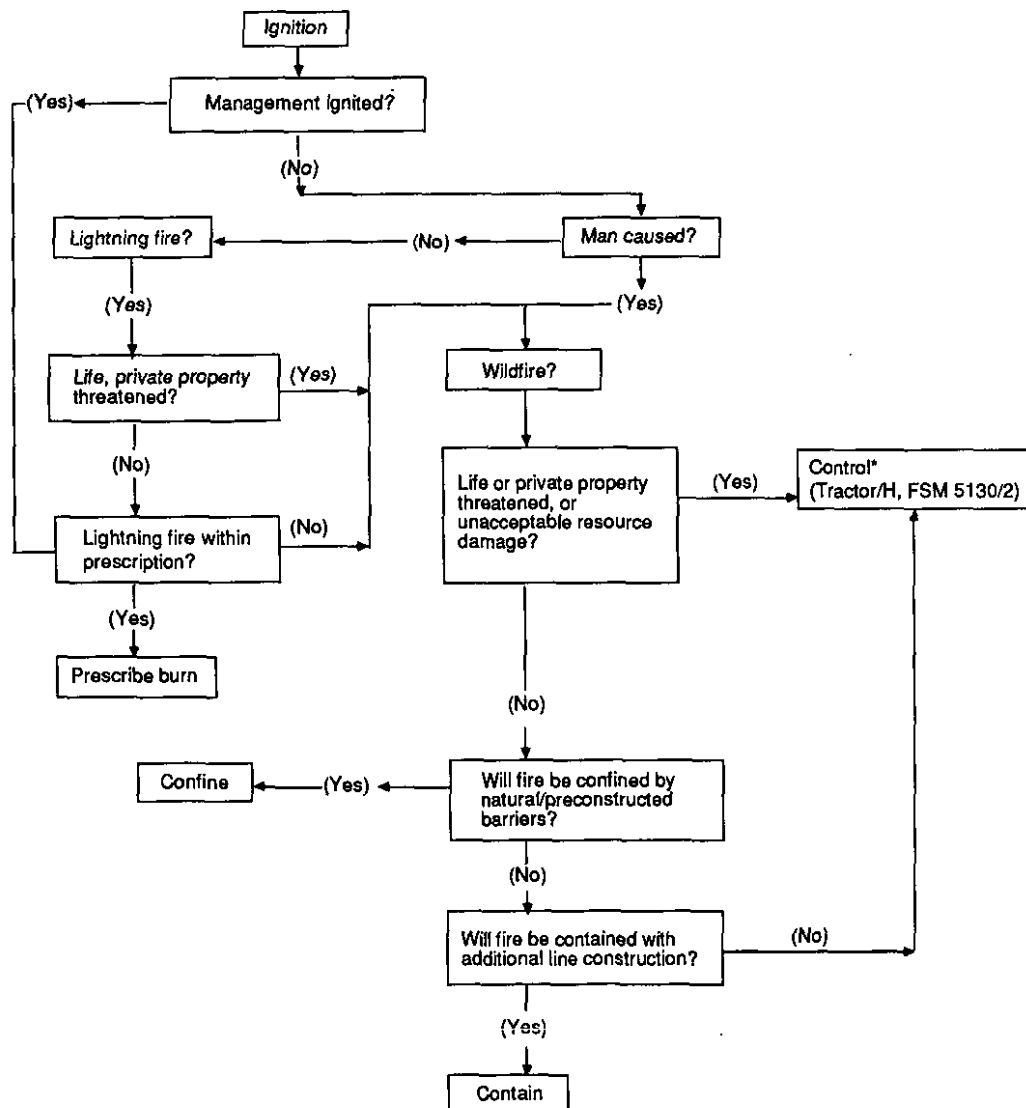 Ignition
(Yes)
Management Ignited?
(No)
Lightning fire?
(No)
Man caused?
(Yes)
(Yes)
Life, private property
threatened?
(Yes)
Wildfire?
(No)
Life or private property
threatened, or
unacceptable resource
damage?
(Yes)
Control*
(Tractor/H, FSM 5130/2)
Lightning fire within
prescription?
(No)
(Yes)
Prescribe burn
(No)
Confine
(Yes)
Will fire be confined by
natural/preconstructed
barriers?
(No)
Will fire be contained with
additional line construction?
(No)
(Yes)
Contain